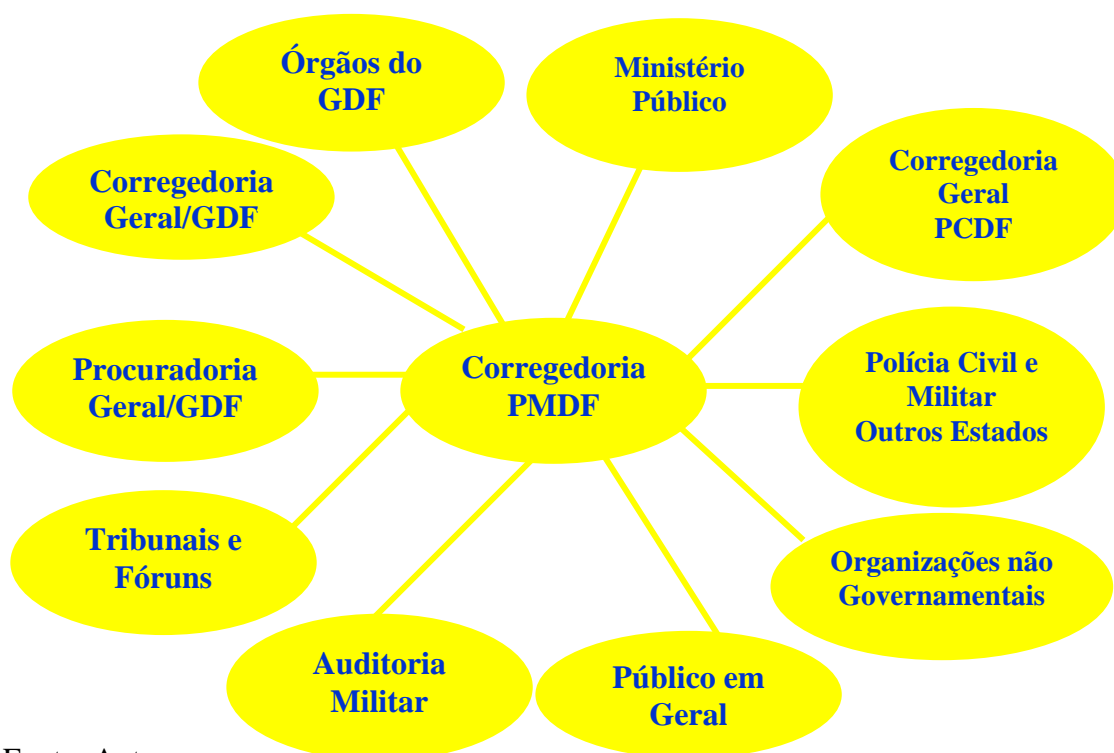 Órgãos do
GDF
Ministério
Público
Corregedoria
Geral/GDF
Corregedoria
Geral
PCDF
Procuradoria
Geral/GDF
Corregedoria
PMDF
Polícia Civil e
Militar
Outros Estados
Tribunais e
Fóruns
Organizações não
Governamentais
Auditoria
Militar
Público em
Geral